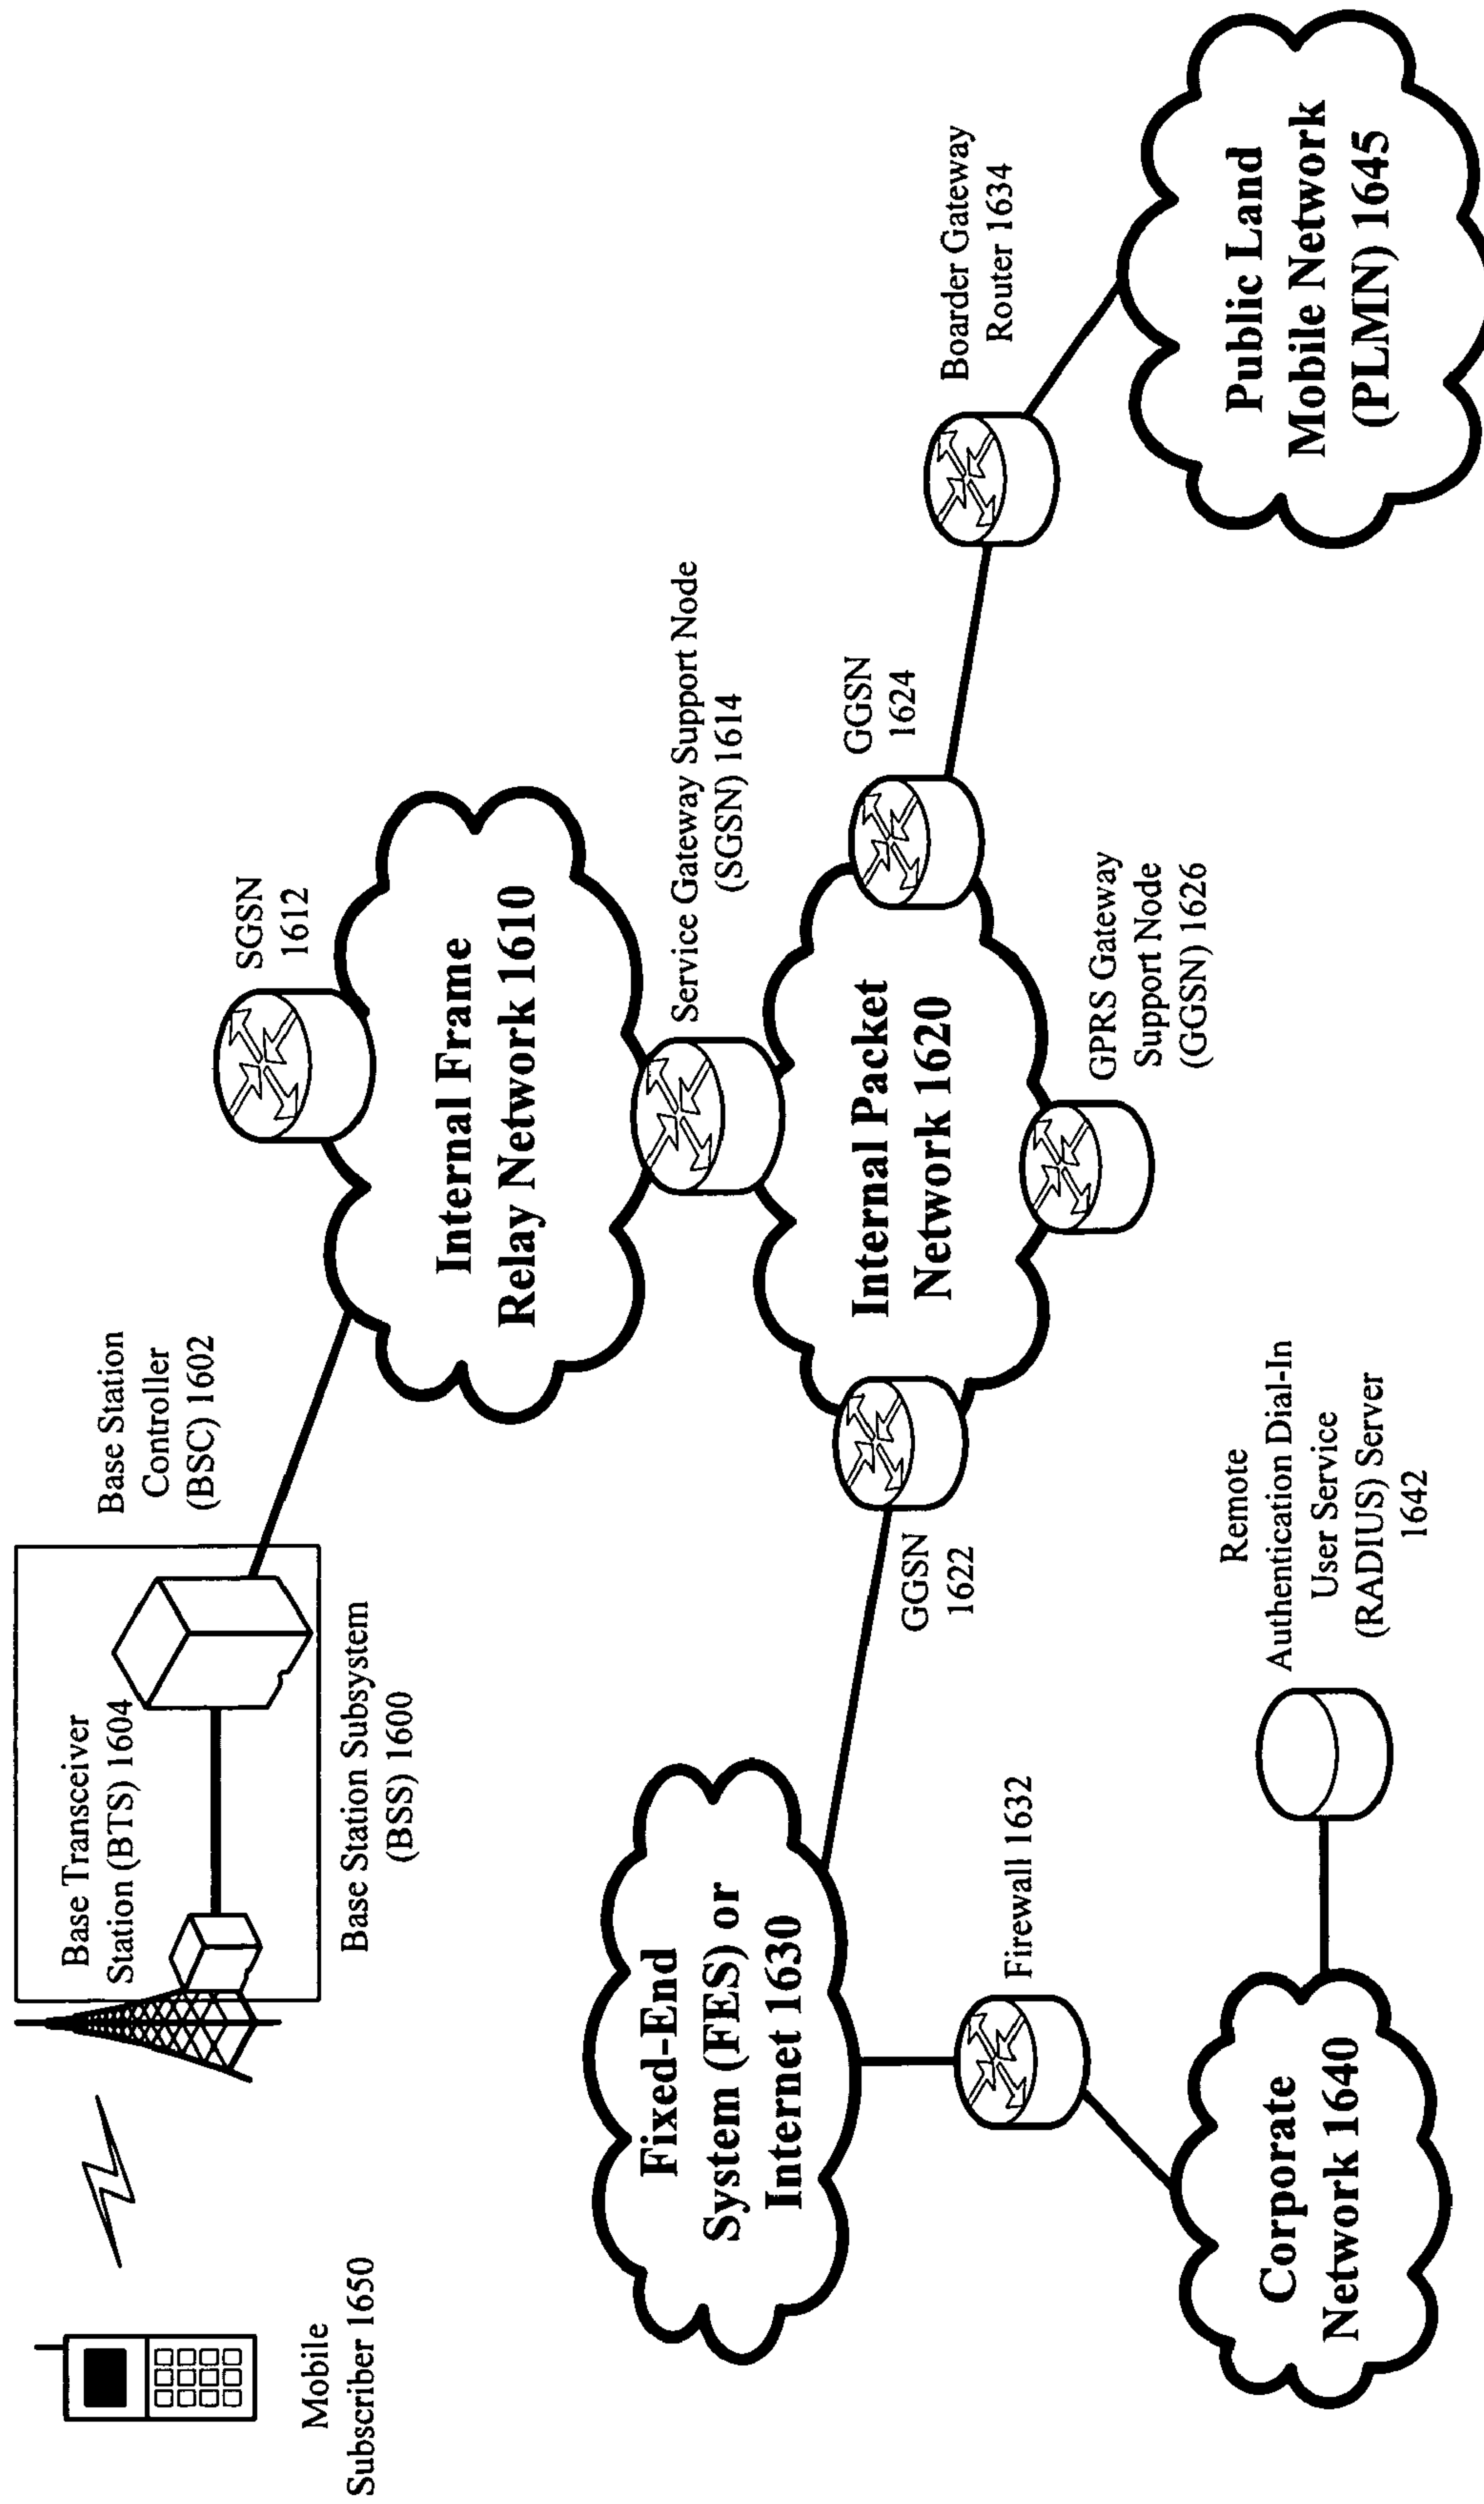 Mobile
Subscriber 1650
Base Transceiver
Station (BTS) 1604
Base Station Subsystem
(BSS) 1600
Base Station
Controller
(BSC) 1602
SGSN
1612
Internal Frame
Relay Network 1610
Service Gateway Support Node
(SGSN) 1614
Fixed-End
System (FES) or
Internet 1630
GGSN
1622
Internal Packet
Network 1620
GGSN
1624
Boarder Gateway
Router 1634
Firewall 1632
GPRS Gateway
Support Node
(GGSN) 1626
Corporate
Network 1640
Remote
Authentication Dial-In
User Service
(RADIUS) Server
1642
Public Land
Mobile Network
(PLMN) 1645